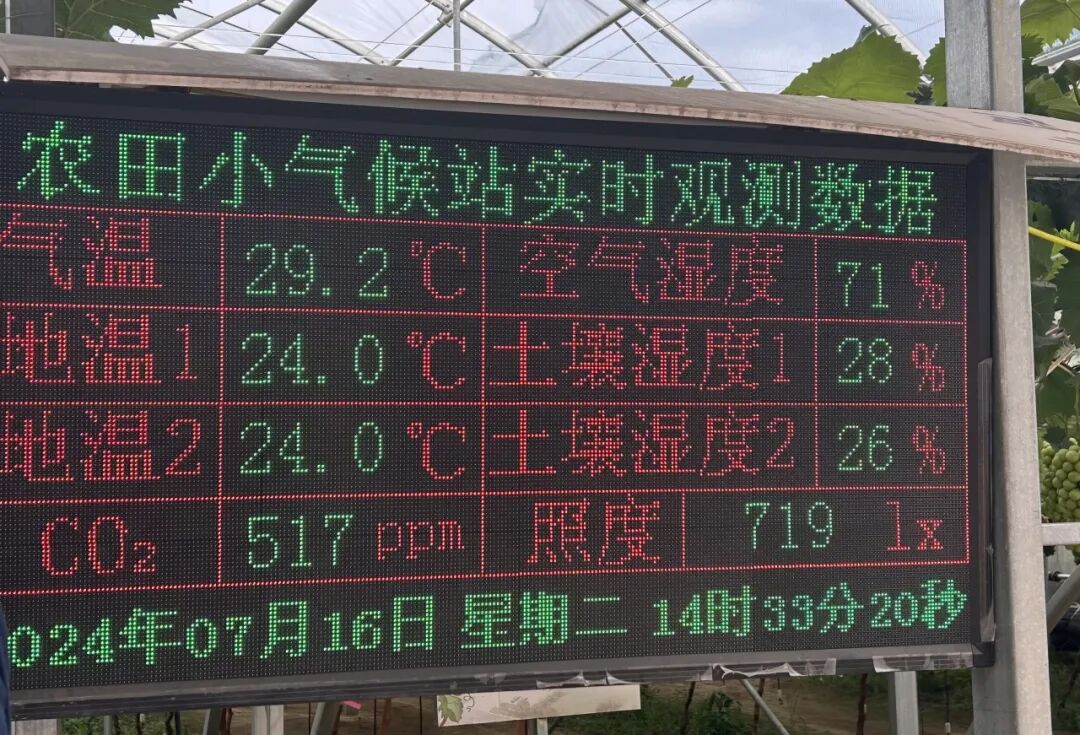 农田小气候站实时观测数据
气温 29.2 ℃ 空气湿度 71 %
地温1 24.0 ℃ 土壤湿度1 28 %
地温2 24.0 ℃ 土壤湿度2 26 %
CO₂ 517 ppm 照度 719 lx
2024年07月16日 星期二 14时33分20秒